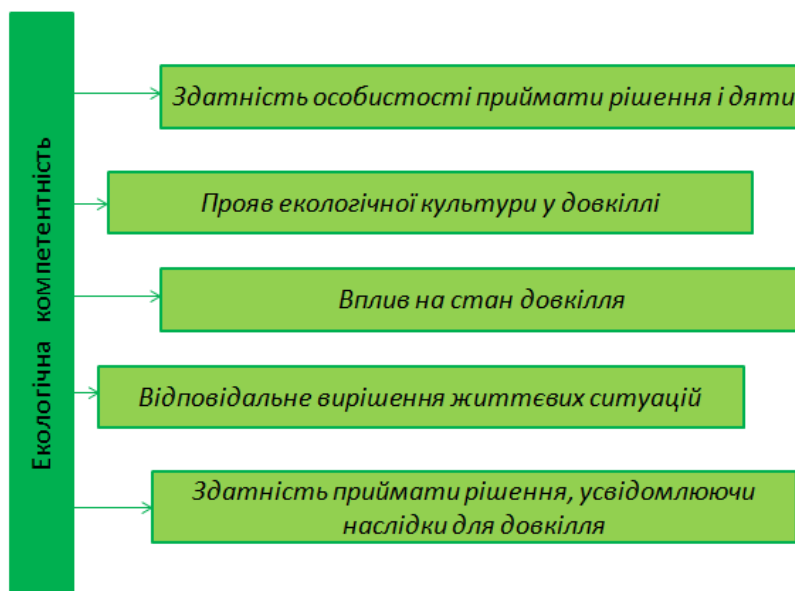 Екологічна компетентність
Здатність особистості приймати рішення і дяти
Прояв екологічної культури у довкіллі
Вплив на стан довкілля
Відповідальне вирішення життєвих ситуацій
Здатність приймати рішення, усвідомлюючи
наслідки для довкілля